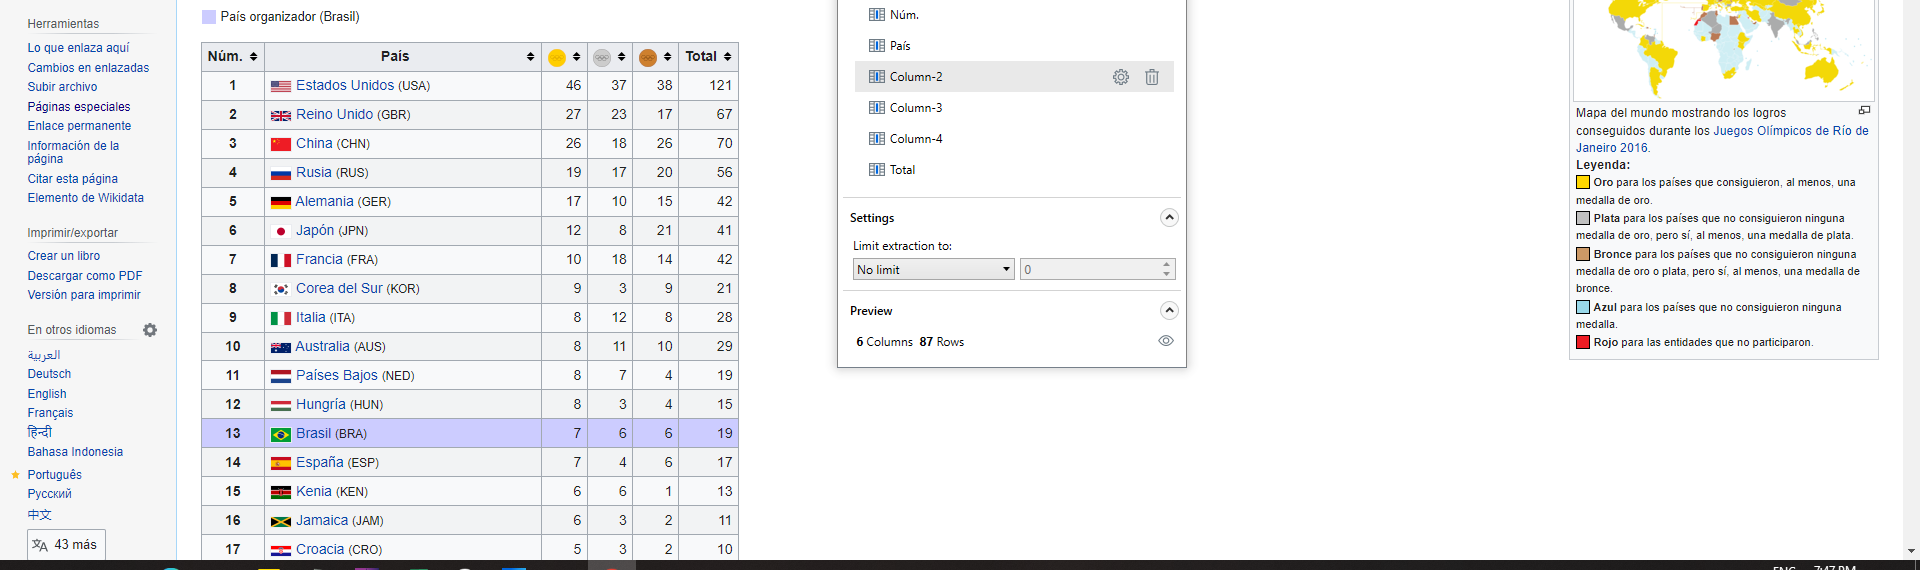 Herramientas
Lo que enlaza aquí
Cambios en enlazadas
Subir archivo
Páginas especiales
Enlace permanente
Información de la
página
Citar esta página
Elemento de Wikidata
Imprimir/exportar
Crear un libro
Descargar como PDF
Versión para imprimir
En otros idiomas
العربية
Deutsch
English
Français
हिन्दी
Bahasa Indonesia
Português
Русский
中文
43 más
País organizador (Brasil)
Núm. País Total
1 Estados Unidos (USA) 46 37 38 121
2 Reino Unido (GBR) 27 23 17 67
3 China (CHN) 26 18 26 70
4 Rusia (RUS) 19 17 20 56
5 Alemania (GER) 17 10 15 42
6 Japón (JPN) 12 8 21 41
7 Francia (FRA) 10 18 14 42
8 Corea del Sur (KOR) 9 3 9 21
9 Italia (ITA) 8 12 8 28
10 Australia (AUS) 8 11 10 29
11 Países Bajos (NED) 8 7 4 19
12 Hungría (HUN) 8 3 4 15
13 Brasil (BRA) 7 6 6 19
14 España (ESP) 7 4 6 17
15 Kenia (KEN) 6 6 1 13
16 Jamaica (JAM) 6 3 2 11
17 Croacia (CRO) 5 3 2 10
Núm.
País
Column-2
Column-3
Column-4
Total
Settings
Limit extraction to:
No limit 0
Preview
6 Columns 87 Rows
Mapa del mundo mostrando los logros
conseguidos durante los Juegos Olímpicos de Río de
Janeiro 2016.
Leyenda:
Oro para los países que consiguieron, al menos, una
medalla de oro.
Plata para los países que no consiguieron ninguna
medalla de oro, pero sí, al menos, una medalla de plata.
Bronce para los países que no consiguieron ninguna
medalla de oro o plata, pero sí, al menos, una medalla de
bronce.
Azul para los países que no consiguieron ninguna
medalla.
Rojo para las entidades que no participaron.
ENG 7:47 PM